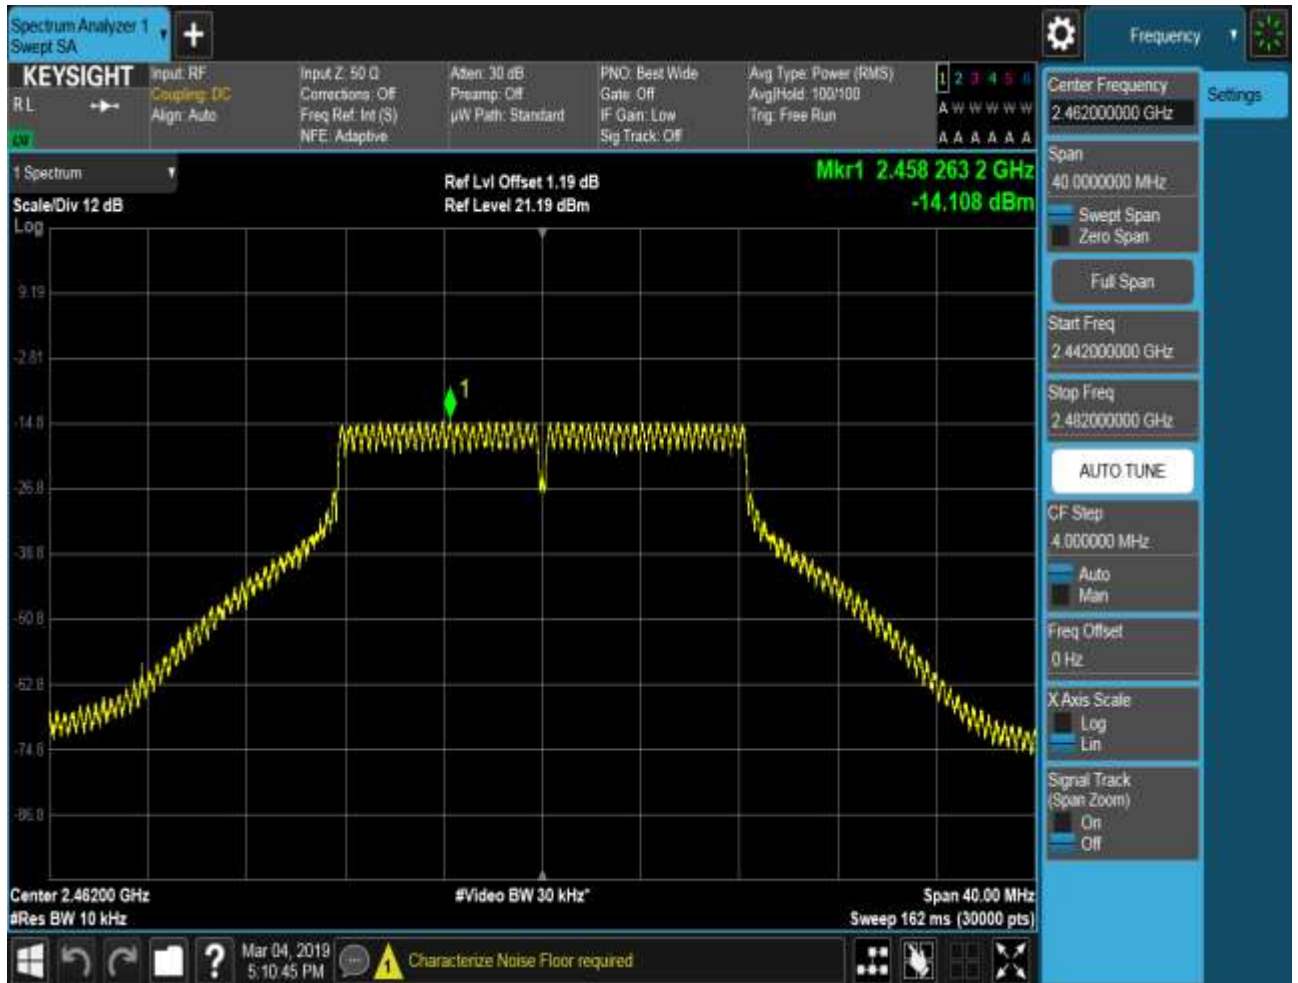 Spectrum Analyzer 1
Swept SA
+
Frequency
KEYSIGHT
R L
Input: RF
Coupling: DC
Align: Auto
Input Z: 50 Ω
Corrections: Off
Freq Ref: Int (S)
NFE: Adaptive
Atten: 30 dB
Preamp: Off
µW Path: Standard
PNO: Best Wide
Gate: Off
IF Gain: Low
Sig Track: Off
Avg Type: Power (RMS)
Avg|Hold: 100/100
Trig: Free Run
1 2 3 4 5 6
A W W W W W
A A A A A A
1 Spectrum
Scale/Div 12 dB
Log
Ref Lvl Offset 1.19 dB
Ref Level 21.19 dBm
Mkr1 2.458 263 2 GHz
-14.108 dBm
9.19
-2.81
-14.8
-26.8
-38.8
-50.8
-62.8
-74.8
-86.8
1
Center 2.46200 GHz
#Res BW 10 kHz
#Video BW 30 kHz*
Span 40.00 MHz
Sweep 162 ms (30000 pts)
Mar 04, 2019
5:10:45 PM
?
1
Characterize Noise Floor required
Center Frequency
2.462000000 GHz
Settings
Span
40.0000000 MHz
Swept Span
Zero Span
Full Span
Start Freq
2.442000000 GHz
Stop Freq
2.482000000 GHz
AUTO TUNE
CF Step
4.000000 MHz
Auto
Man
Freq Offset
0 Hz
X Axis Scale
Log
Lin
Signal Track
(Span Zoom)
On
Off